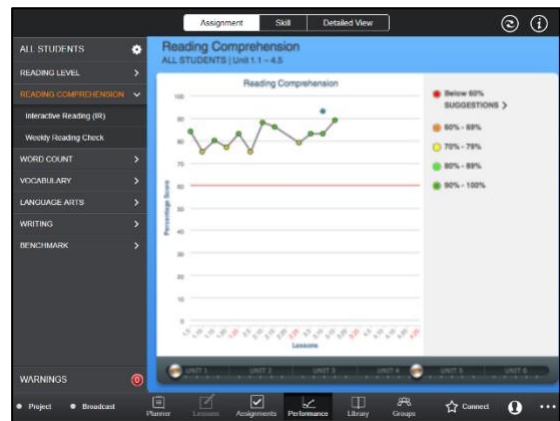 Assignment Skill Detailed View
ALL STUDENTS
READING LEVEL
READING COMPREHENSION
Interactive Reading (IR)
Weekly Reading Check
WORD COUNT
VOCABULARY
LANGUAGE ARTS
WRITING
BENCHMARK
WARNINGS 0
Reading Comprehension
ALL STUDENTS | Unit 1.1 – 4.5
Reading Comprehension
Percentage Score
100
90
80
70
60
50
40
30
20
10
0
Lessons
Below 60%
SUGGESTIONS >
60% - 69%
70% - 79%
80% - 89%
90% - 100%
UNIT 1 UNIT 2 UNIT 3 UNIT 4 UNIT 5 UNIT 6
Project Broadcast Planner Lessons Assignments Performance Library Groups Connect